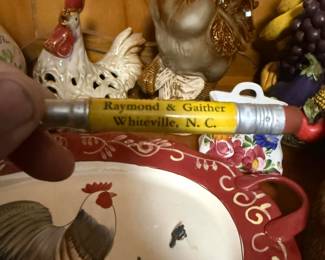 Raymond & Gaither
Whiteville, N. C.